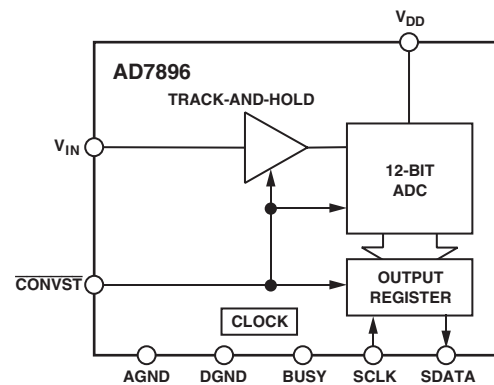 VDD
AD7896
TRACK-AND-HOLD
VIN
12-BIT
ADC
CONVST
OUTPUT
REGISTER
CLOCK
AGND DGND BUSY SCLK SDATA